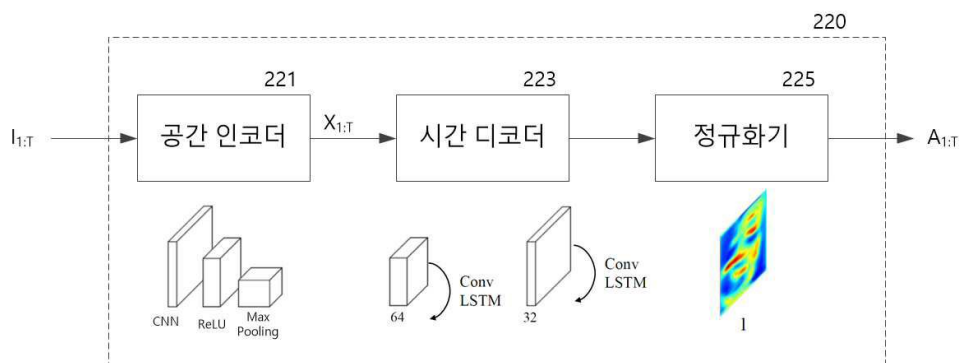 220
221
223
225
I1:T
공간 인코더
X1:T
시간 디코더
정규화기
A1:T
CNN
ReLU
Max
Pooling
64
Conv
LSTM
32
Conv
LSTM
1